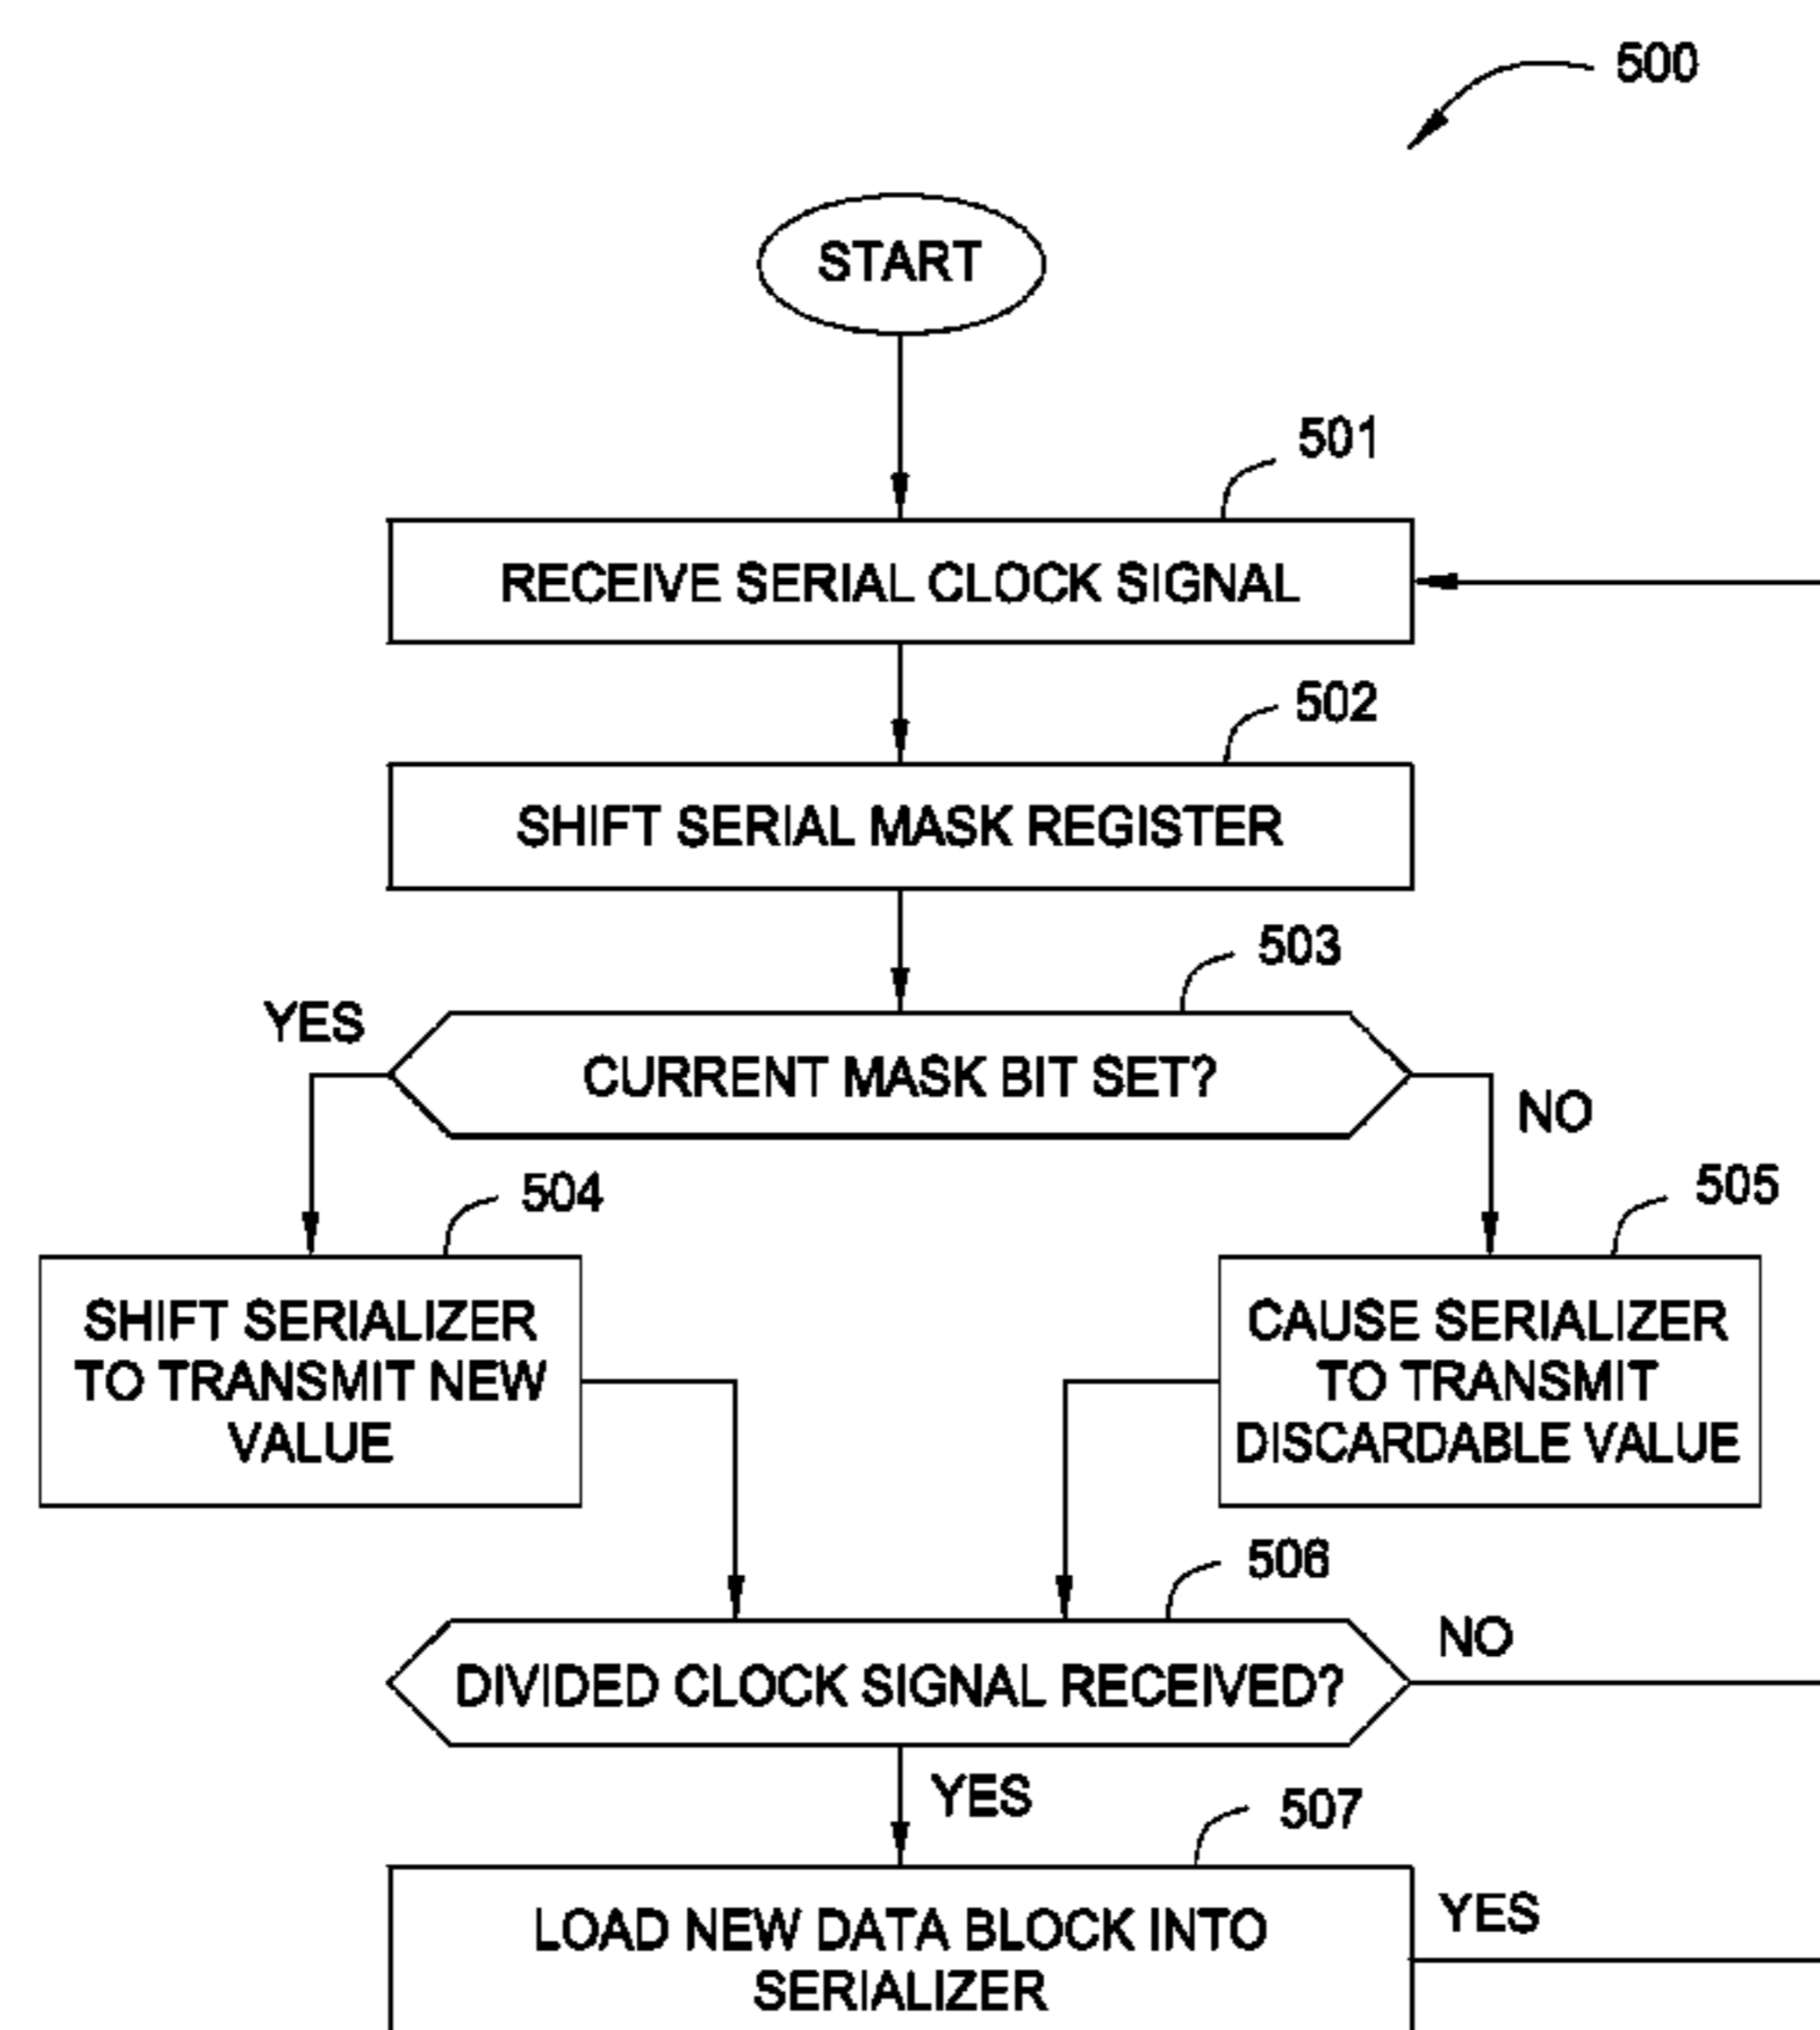 500
START
501
RECEIVE SERIAL CLOCK SIGNAL
502
SHIFT SERIAL MASK REGISTER
503
YES
CURRENT MASK BIT SET?
NO
504
505
SHIFT SERIALIZER
TO TRANSMIT NEW
VALUE
CAUSE SERIALIZER
TO TRANSMIT
DISCARDABLE VALUE
506
NO
DIVIDED CLOCK SIGNAL RECEIVED?
YES
507
LOAD NEW DATA BLOCK INTO
SERIALIZER
YES